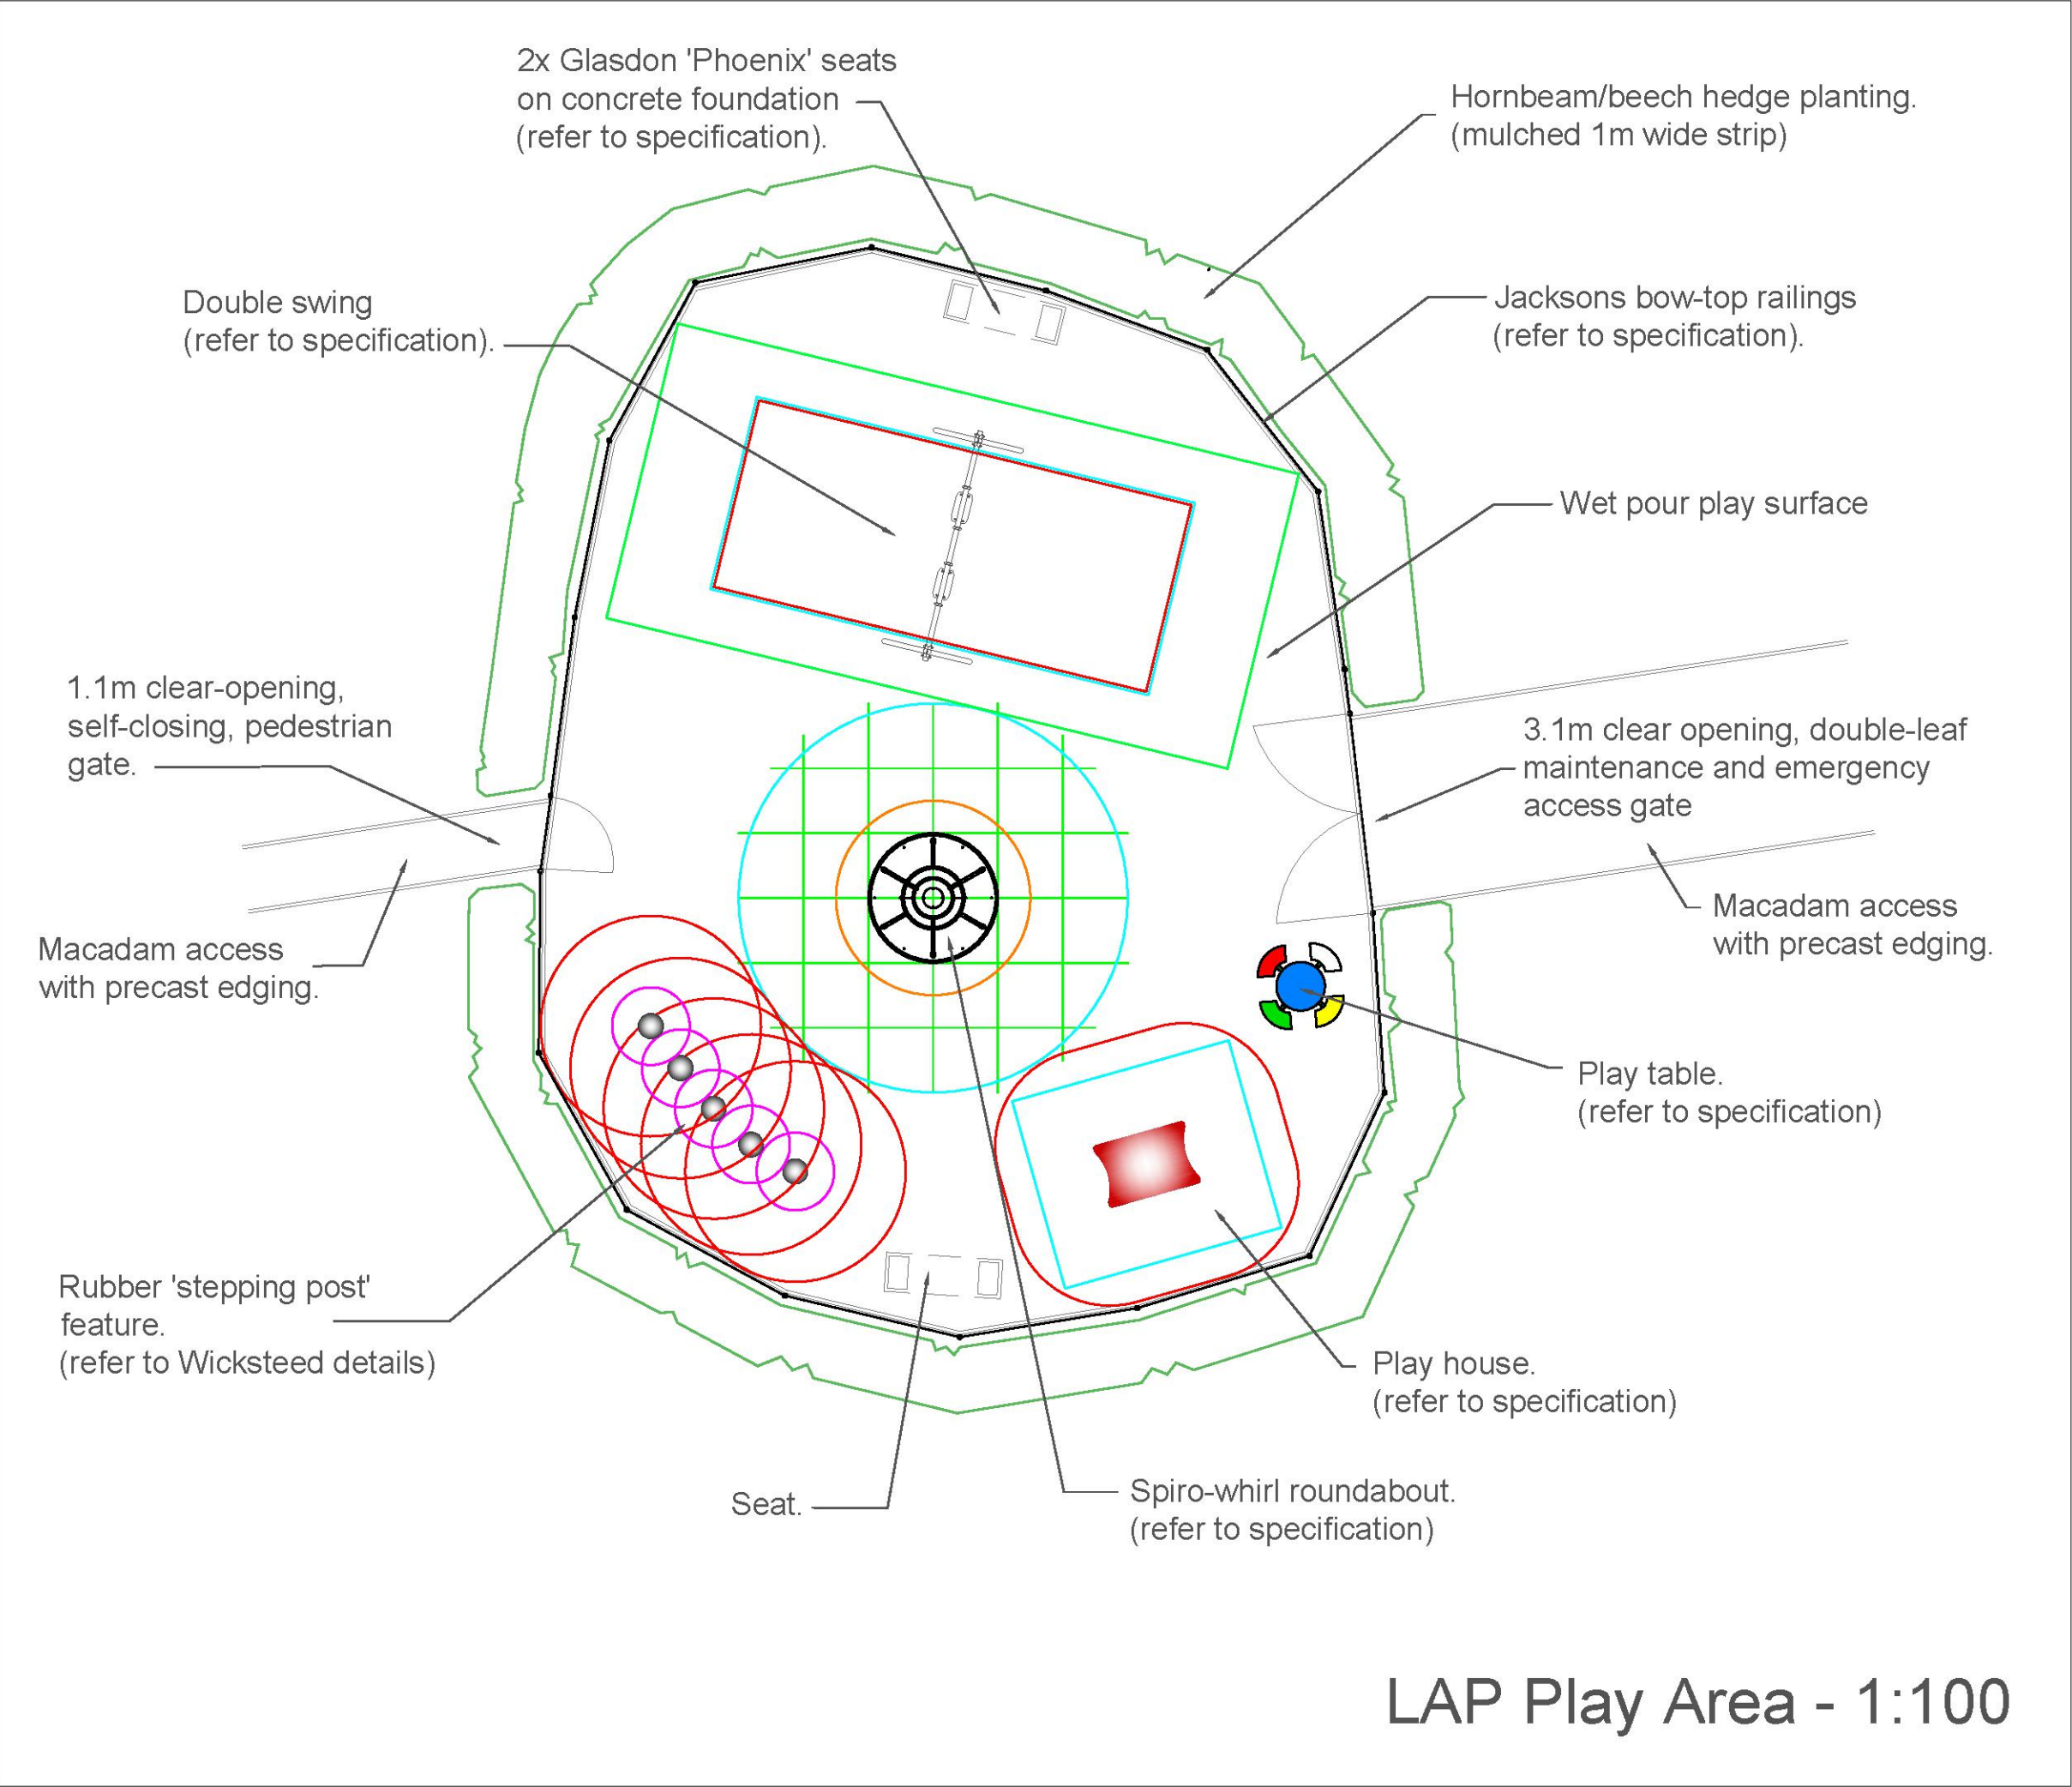 2x Glasdon 'Phoenix' seats
on concrete foundation
(refer to specification).
Hornbeam/beech hedge planting.
(mulched 1m wide strip)
Double swing
(refer to specification).
Jacksons bow-top railings
(refer to specification).
Wet pour play surface
1.1m clear-opening,
self-closing, pedestrian
gate.
3.1m clear opening, double-leaf
maintenance and emergency
access gate
Macadam access
with precast edging.
Macadam access
with precast edging.
Play table.
(refer to specification)
Rubber 'stepping post'
feature.
(refer to Wicksteed details)
Play house.
(refer to specification)
Seat.
Spiro-whirl roundabout.
(refer to specification)
LAP Play Area - 1:100